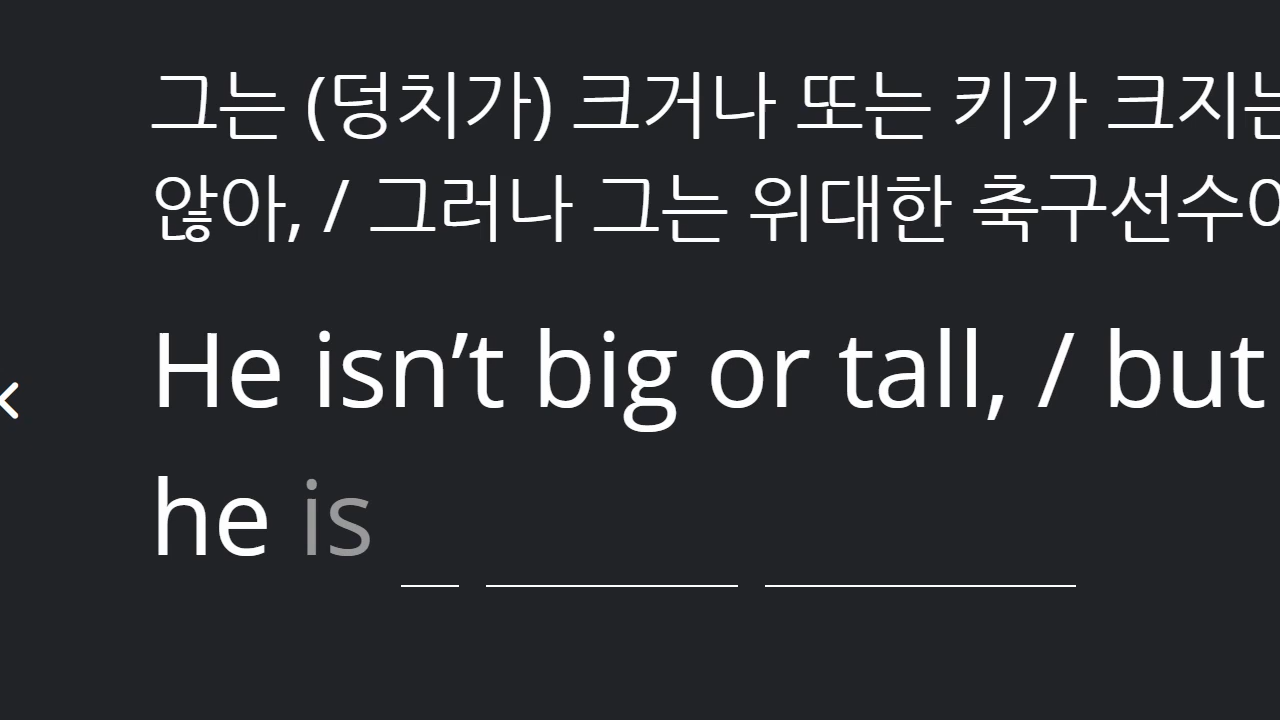 그는 (덩치가) 크거나 또는 키가 크지는
않아, / 그러나 그는 위대한 축구선수
He isn’t big or tall, / but
he is